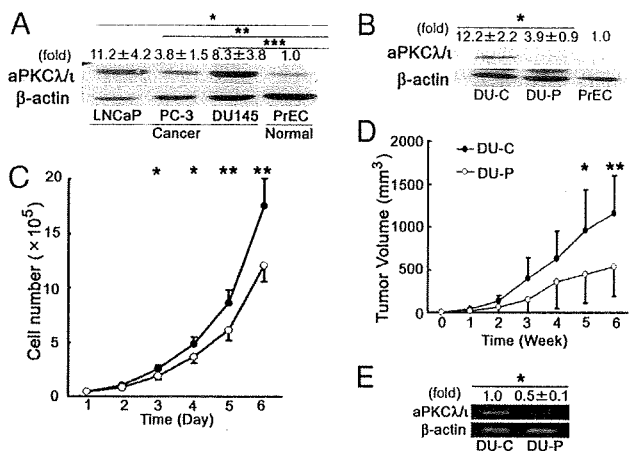 A
*
**
***
(fold) 11.2±4.2 3.8±1.5 8.3±3.8 1.0
aPKCλ/ι
β-actin
LNCaP PC-3 DU145 PrEC
Cancer Normal
B
*
(fold) 12.2±2.2 3.9±0.9 1.0
aPKCλ/ι
β-actin
DU-C DU-P PrEC
C
* * ** **
Cell number (×10⁵)
20
15
10
5
0
1 2 3 4 5 6
Time (Day)
D
DU-C
DU-P
* **
Tumor Volume (mm³)
2000
1500
1000
500
0
0 1 2 3 4 5 6
Time (Week)
E
*
(fold) 1.0 0.5±0.1
aPKCλ/ι
β-actin
DU-C DU-P